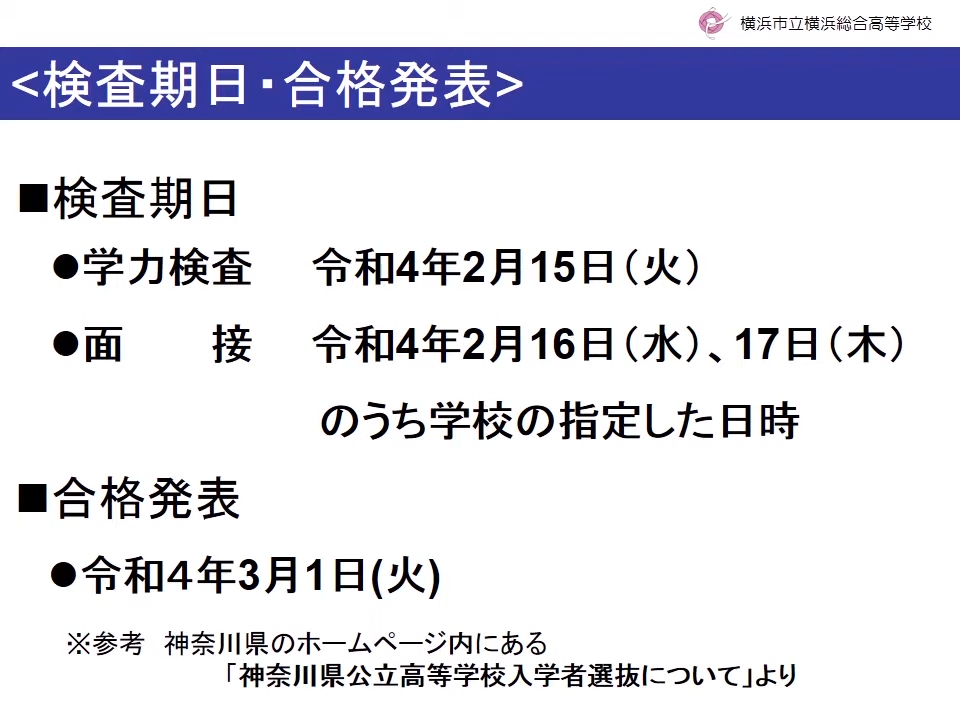 横浜市立横浜総合高等学校
<検査期日・合格発表>
■検査期日
●学力検査　令和4年2月15日（火）
●面　　接　令和4年2月16日（水）、17日（木）
のうち学校の指定した日時
■合格発表
●令和４年3月1日(火)
※参考　神奈川県のホームページ内にある
「神奈川県公立高等学校入学者選抜について」より